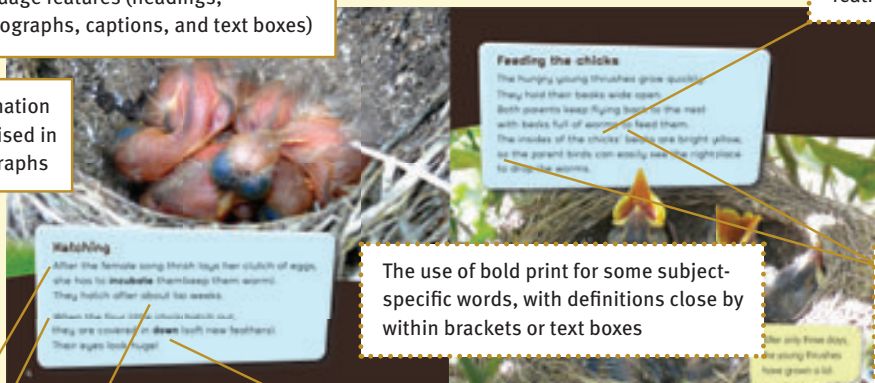 uage features (headings,
ographs, captions, and text boxes)
nation
ised in
graphs
Feeding the chicks
The hungry young thrushes grow quickly.
They hold their beaks wide open.
Both parents keep flying back to the nest
with beaks full of worms to feed them.
The insides of the chicks' beaks are bright yellow,
so the parent birds can easily see the right place
to drop the worms.
Hatching
After the female song thrush lays her clutch of eggs,
she has to incubate them (keep them warm).
They hatch after about two weeks.
When the four little chicks hatch out,
they are covered in down (soft new feathers).
Their eyes look huge!
The use of bold print for some subject-
specific words, with definitions close by
within brackets or text boxes
After only three days,
the young thrushes
have grown a lot